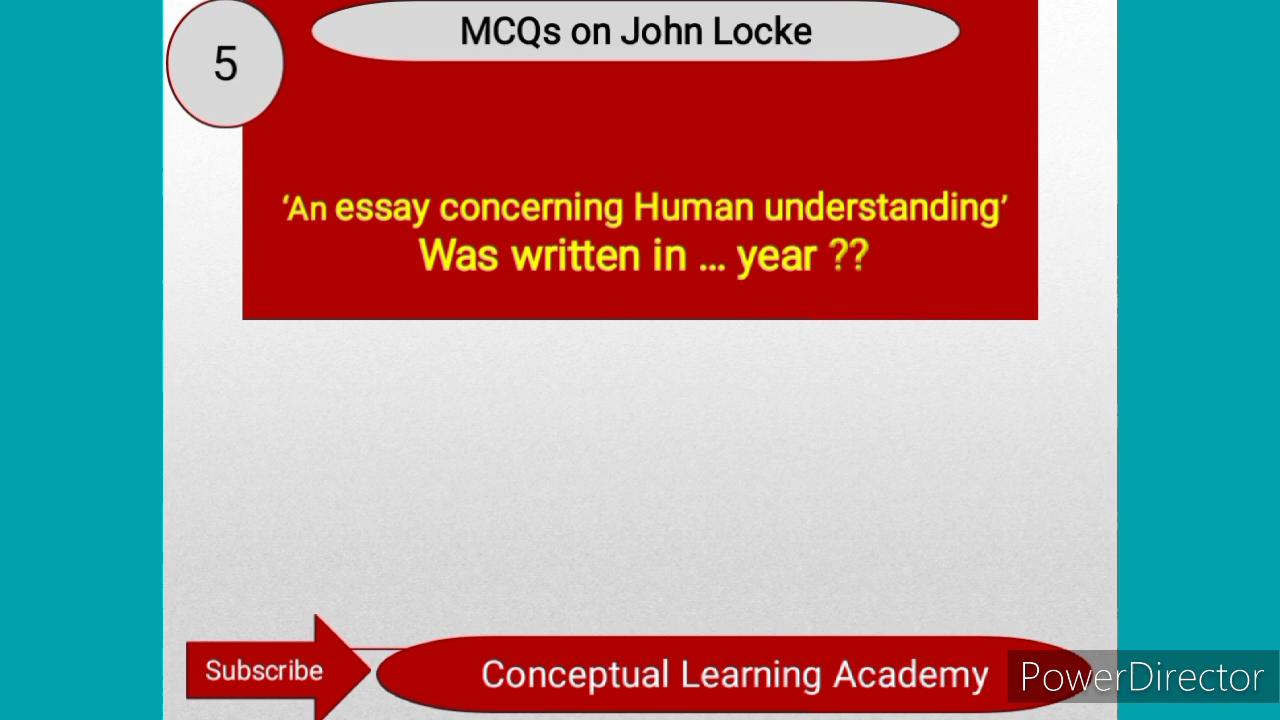 5
MCQs on John Locke
‘An essay concerning Human understanding’
Was written in ... year ??
Subscribe
Conceptual Learning Academy
PowerDirector